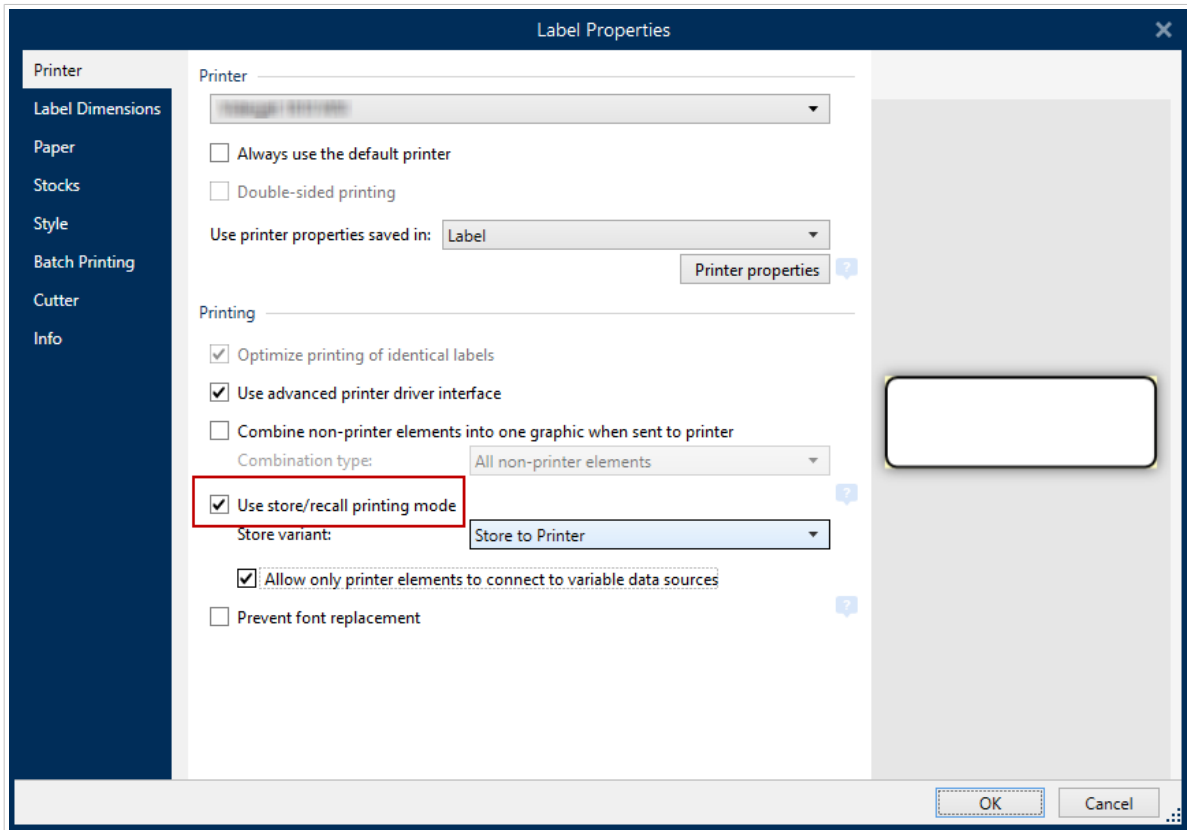 Label Properties
Printer
Label Dimensions
Paper
Stocks
Style
Batch Printing
Cutter
Info
Printer
Always use the default printer
Double-sided printing
Use printer properties saved in: Label
Printer properties ?
Printing
Optimize printing of identical labels
Use advanced printer driver interface
Combine non-printer elements into one graphic when sent to printer
Combination type: All non-printer elements
?
Use store/recall printing mode
Store variant: Store to Printer
Allow only printer elements to connect to variable data sources
?
Prevent font replacement
OK Cancel